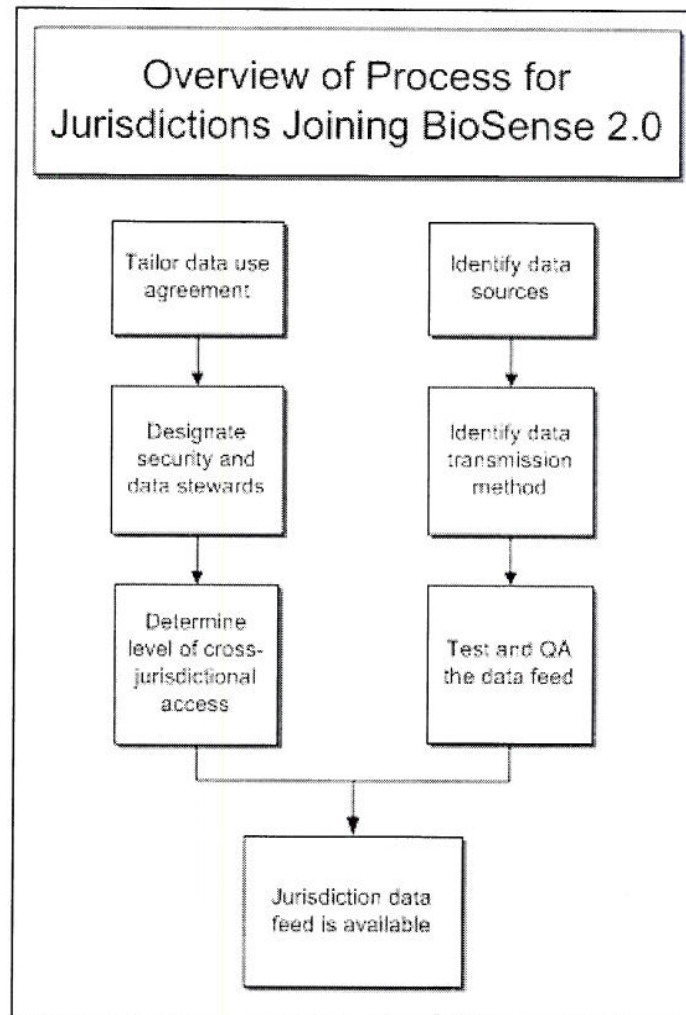 Overview of Process for
Jurisdictions Joining BioSense 2.0
Tailor data use
agreement
Identify data
sources
Designate
security and
data stewards
Identify data
transmission
method
Determine
level of cross-
jurisdictional
access
Test and QA
the data feed
Jurisdiction data
feed is available